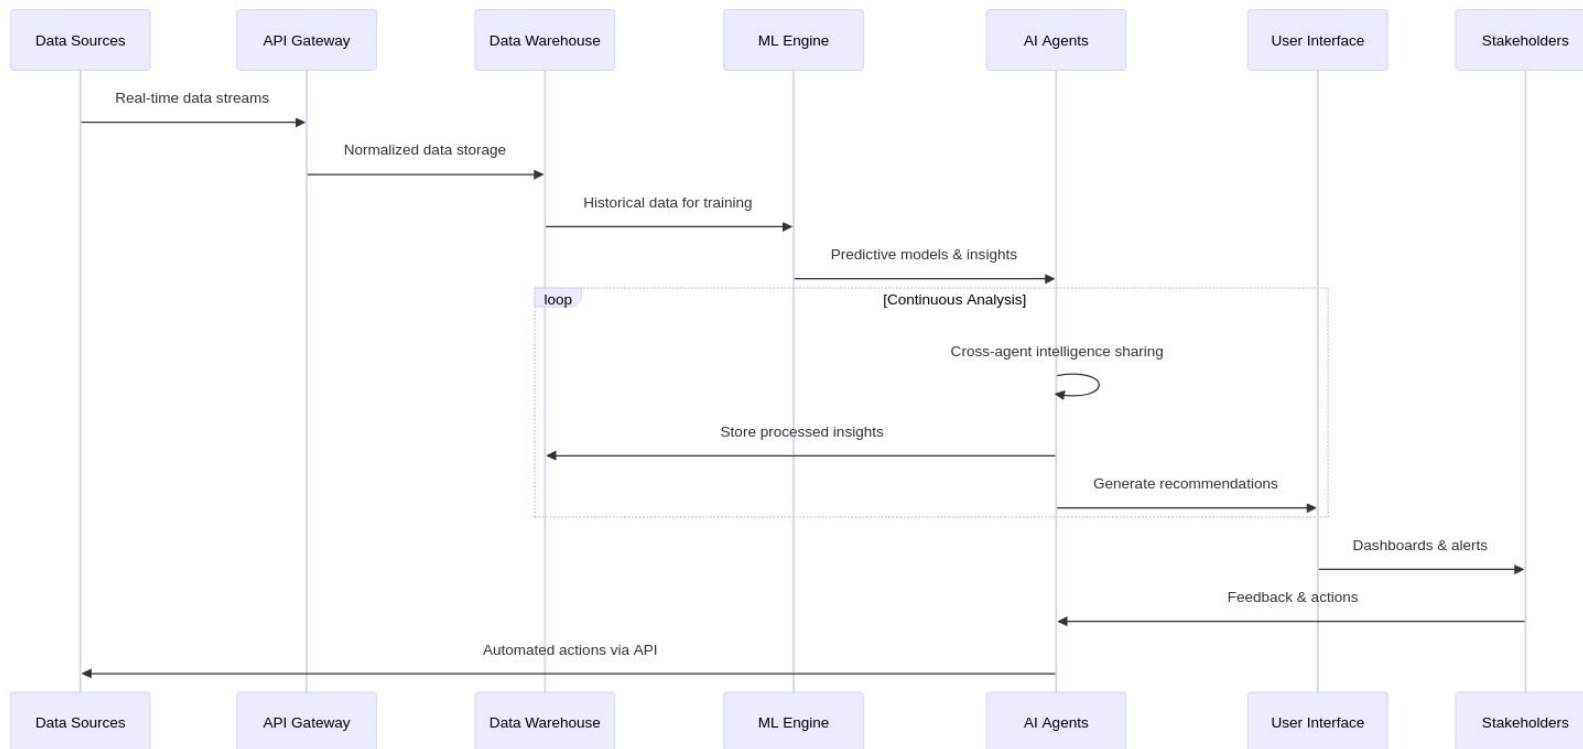 Data Sources
API Gateway
Data Warehouse
ML Engine
AI Agents
User Interface
Stakeholders
Real-time data streams
Normalized data storage
Historical data for training
Predictive models & insights
loop
[Continuous Analysis]
Cross-agent intelligence sharing
Store processed insights
Generate recommendations
Dashboards & alerts
Feedback & actions
Automated actions via API
Data Sources
API Gateway
Data Warehouse
ML Engine
AI Agents
User Interface
Stakeholders